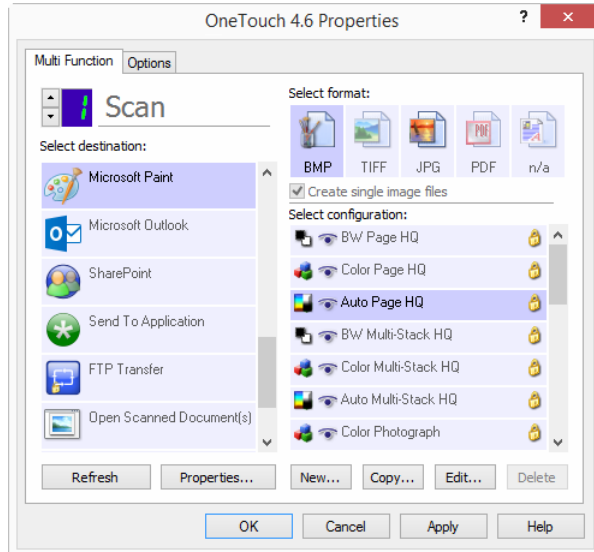 OneTouch 4.6 Properties
?
×
Multi Function
Options
1
Scan
Select destination:
Microsoft Paint
Microsoft Outlook
SharePoint
Send To Application
FTP Transfer
Open Scanned Document(s)
Refresh
Properties...
Select format:
BMP
TIFF
JPG
PDF
PDF
n/a
Create single image files
Select configuration:
BW Page HQ
Color Page HQ
Auto Page HQ
BW Multi-Stack HQ
Color Multi-Stack HQ
Auto Multi-Stack HQ
Color Photograph
New...
Copy...
Edit...
Delete
OK
Cancel
Apply
Help